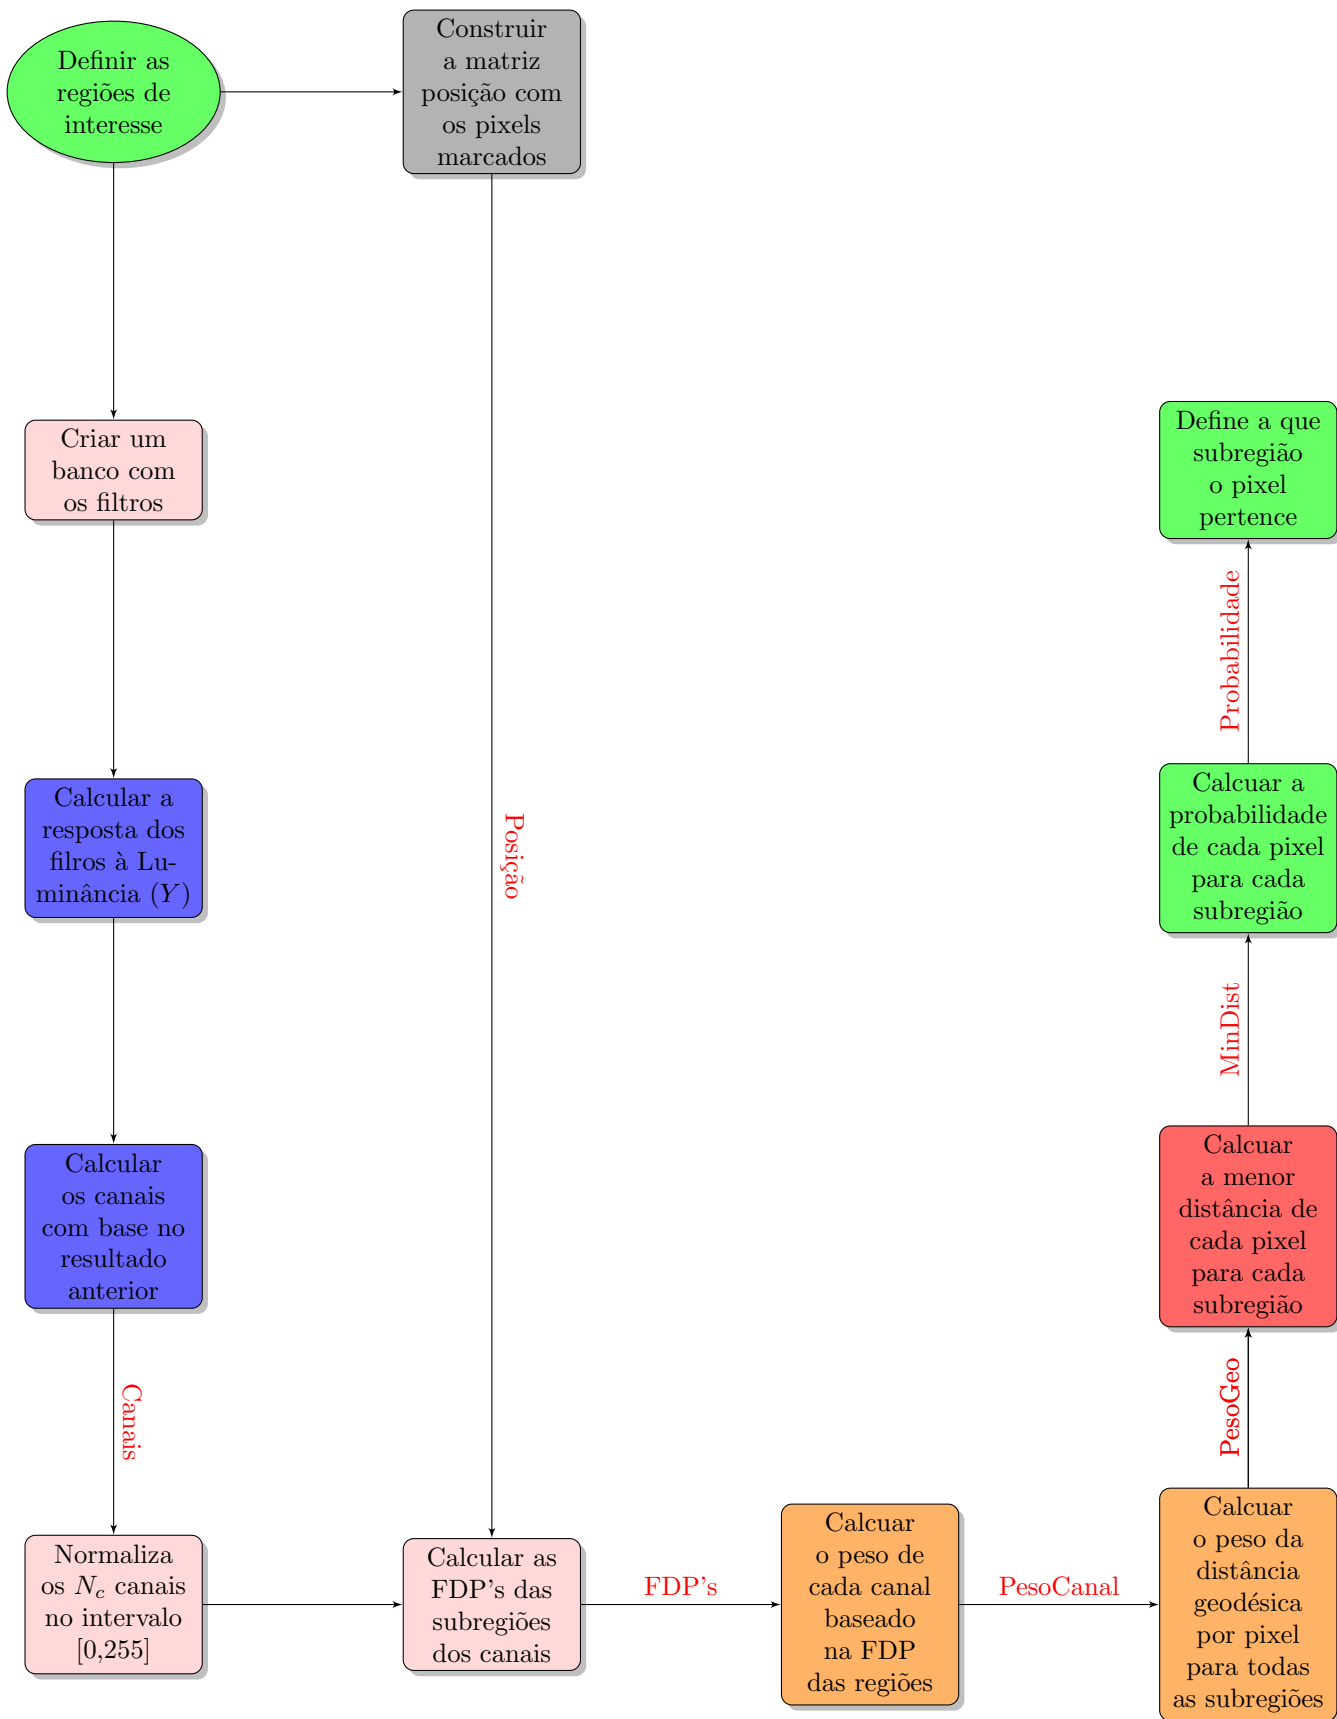 Definir as
regiões de
interesse
Construir
a matriz
posição com
os pixels
marcados
Criar um
banco com
os filtros
Define a que
subregião
o pixel
pertence
Probabilidade
Calcular a
resposta dos
filros à Lu-
minância (Y)
Posição
Calcuar a
probabilidade
de cada pixel
para cada
subregião
MinDist
Calcular
os canais
com base no
resultado
anterior
Calcuar
a menor
distância de
cada pixel
para cada
subregião
Canais
PesoGeo
Normaliza
os N_c canais
no intervalo
[0,255]
Calcular as
FDP's das
subregiões
dos canais
FDP's
Calcuar
o peso de
cada canal
baseado
na FDP
das regiões
PesoCanal
Calcuar
o peso da
distância
geodésica
por pixel
para todas
as subregiões